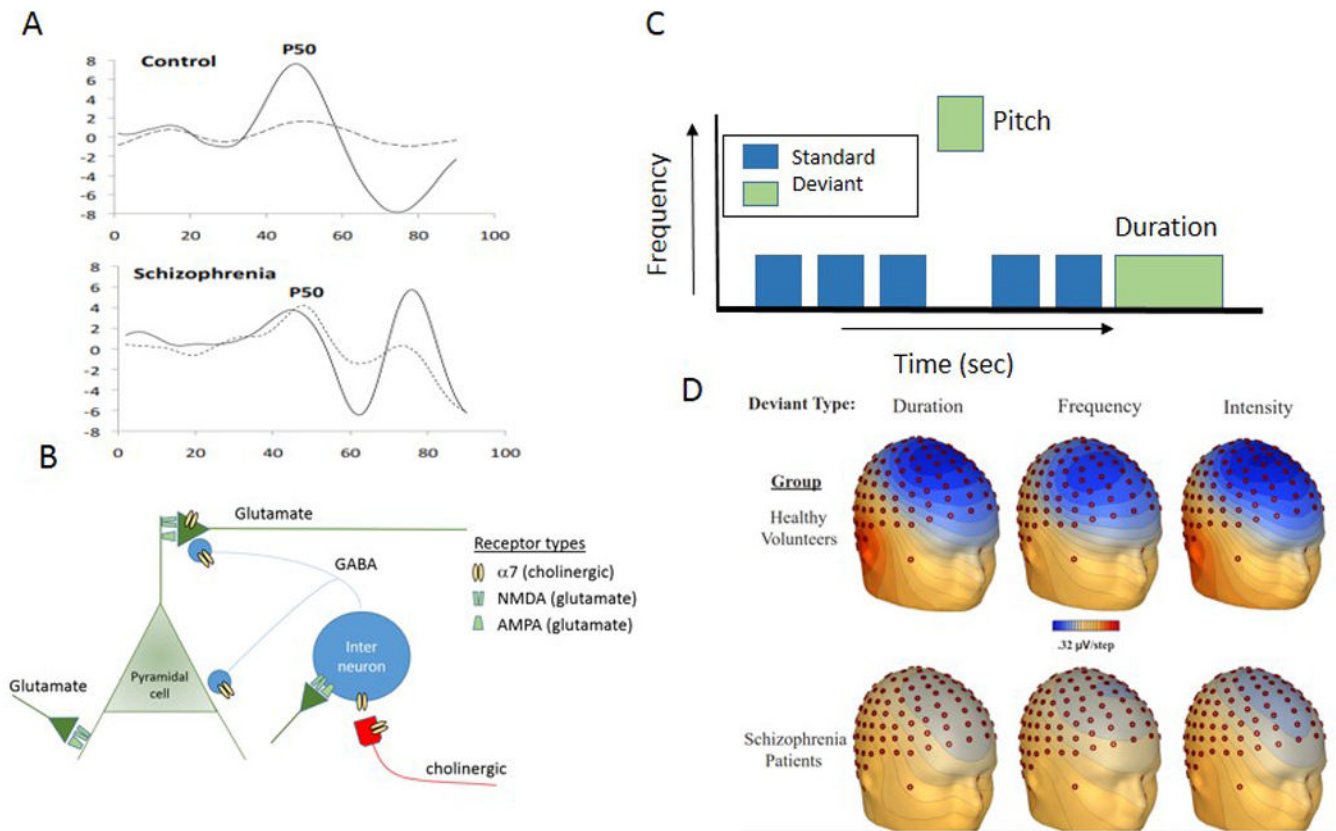 A
P50
Control
8
6
4
2
0
-2
-4
-6
-8
0
20
40
60
80
100
Schizophrenia
P50
8
6
4
2
0
-2
-4
-6
-8
0
20
40
60
80
100
B
Glutamate
GABA
Receptor types
α7 (cholinergic)
NMDA (glutamate)
AMPA (glutamate)
Inter
neuron
Pyramidal
cell
Glutamate
cholinergic
C
Pitch
Standard
Deviant
Frequency
Duration
Time (sec)
D
Deviant Type: Duration Frequency Intensity
Group
Healthy
Volunteers
.32 µV/step
Schizophrenia
Patients